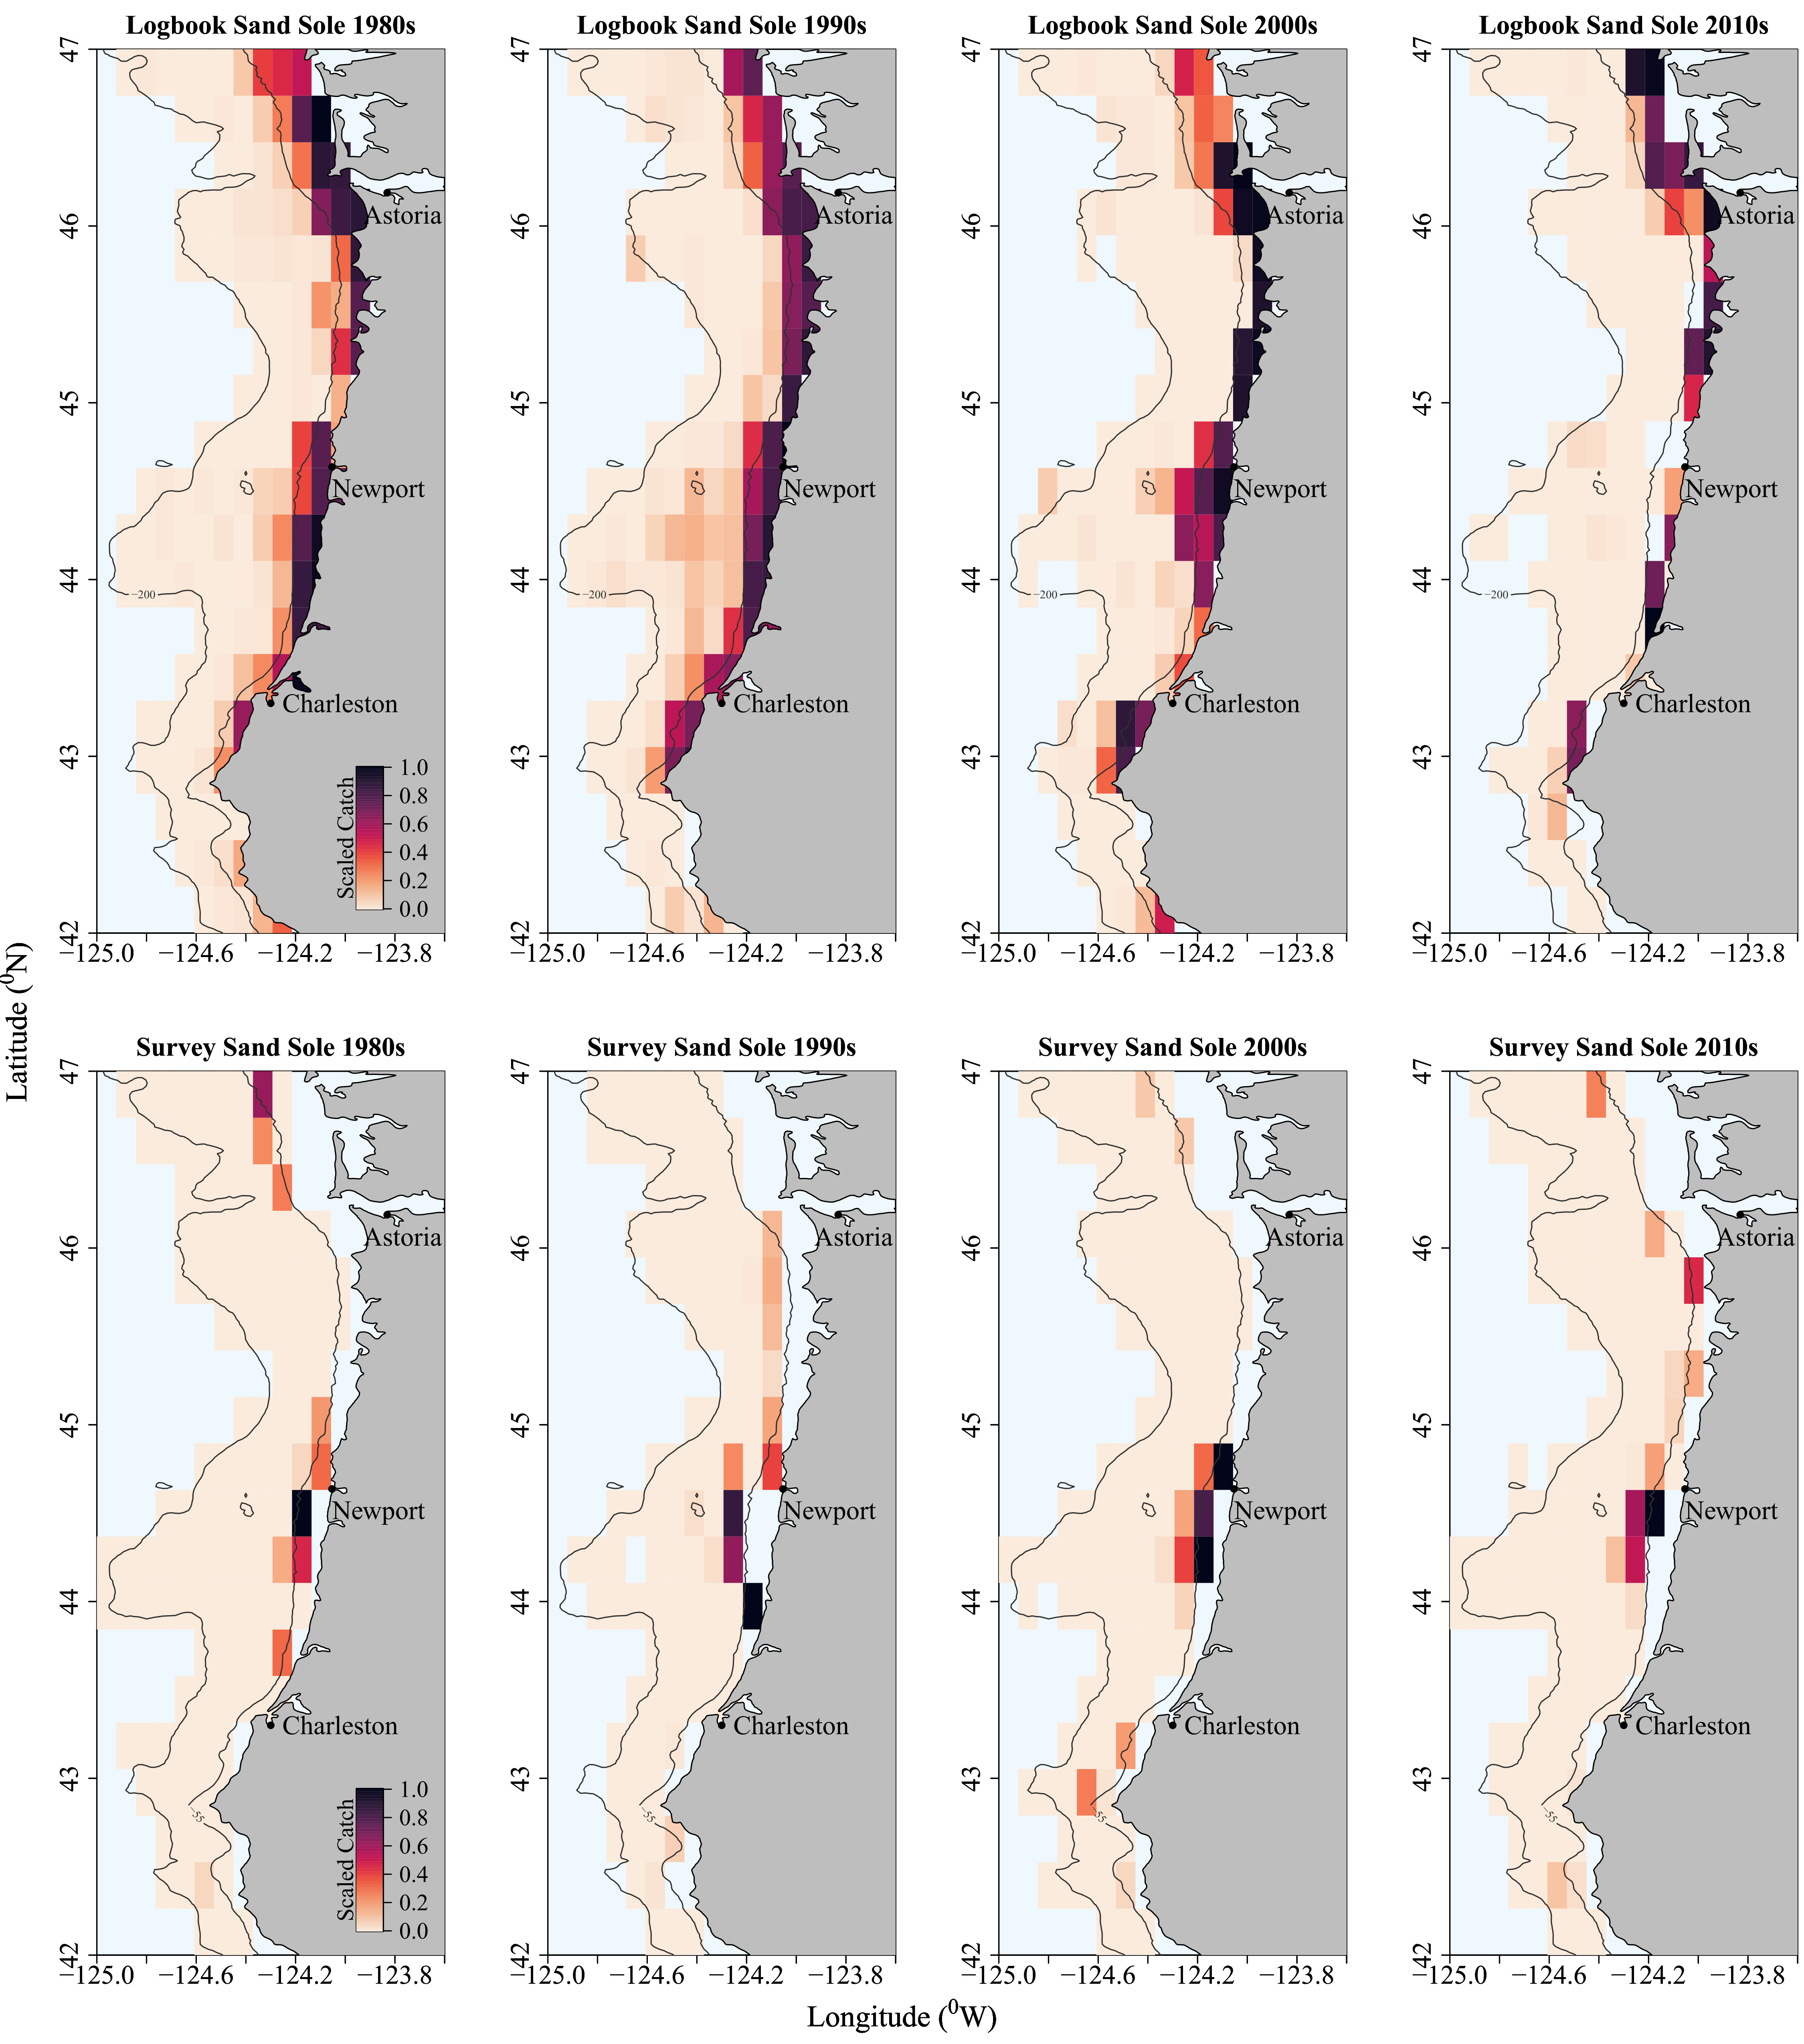 Logbook Sand Sole 1980s
Logbook Sand Sole 1990s
Logbook Sand Sole 2000s
Logbook Sand Sole 2010s
47
46
45
44
43
42
−125.0 −124.6 −124.2 −123.8
Astoria
Newport
Charleston
−200
Scaled Catch
1.0
0.8
0.6
0.4
0.2
0.0
47
46
45
44
43
42
−125.0 −124.6 −124.2 −123.8
Astoria
Newport
Charleston
−200
47
46
45
44
43
42
−125.0 −124.6 −124.2 −123.8
Astoria
Newport
Charleston
−200
47
46
45
44
43
42
−125.0 −124.6 −124.2 −123.8
Astoria
Newport
Charleston
−200
Latitude (⁰N)
Survey Sand Sole 1980s
Survey Sand Sole 1990s
Survey Sand Sole 2000s
Survey Sand Sole 2010s
47
46
45
44
43
42
−125.0 −124.6 −124.2 −123.8
Astoria
Newport
Charleston
−55
Scaled Catch
1.0
0.8
0.6
0.4
0.2
0.0
47
46
45
44
43
42
−125.0 −124.6 −124.2 −123.8
Astoria
Newport
Charleston
−55
47
46
45
44
43
42
−125.0 −124.6 −124.2 −123.8
Astoria
Newport
Charleston
−55
47
46
45
44
43
42
−125.0 −124.6 −124.2 −123.8
Astoria
Newport
Charleston
−55
Longitude (⁰W)